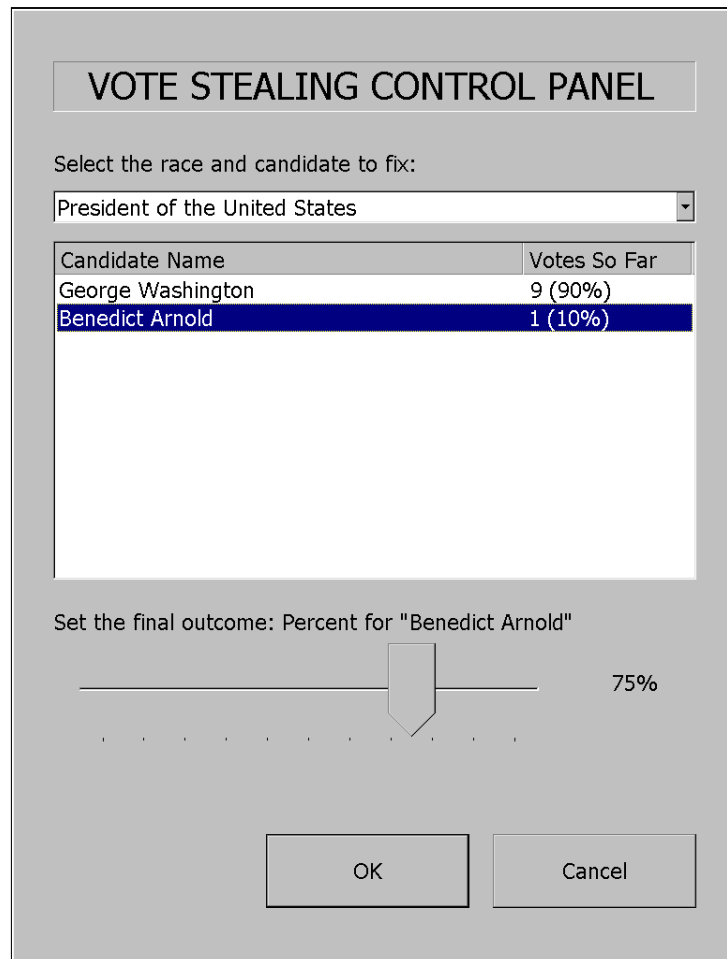 VOTE STEALING CONTROL PANEL
Select the race and candidate to fix:
President of the United States
Candidate Name Votes So Far
George Washington 9 (90%)
Benedict Arnold 1 (10%)
Set the final outcome: Percent for "Benedict Arnold"
75%
OK Cancel